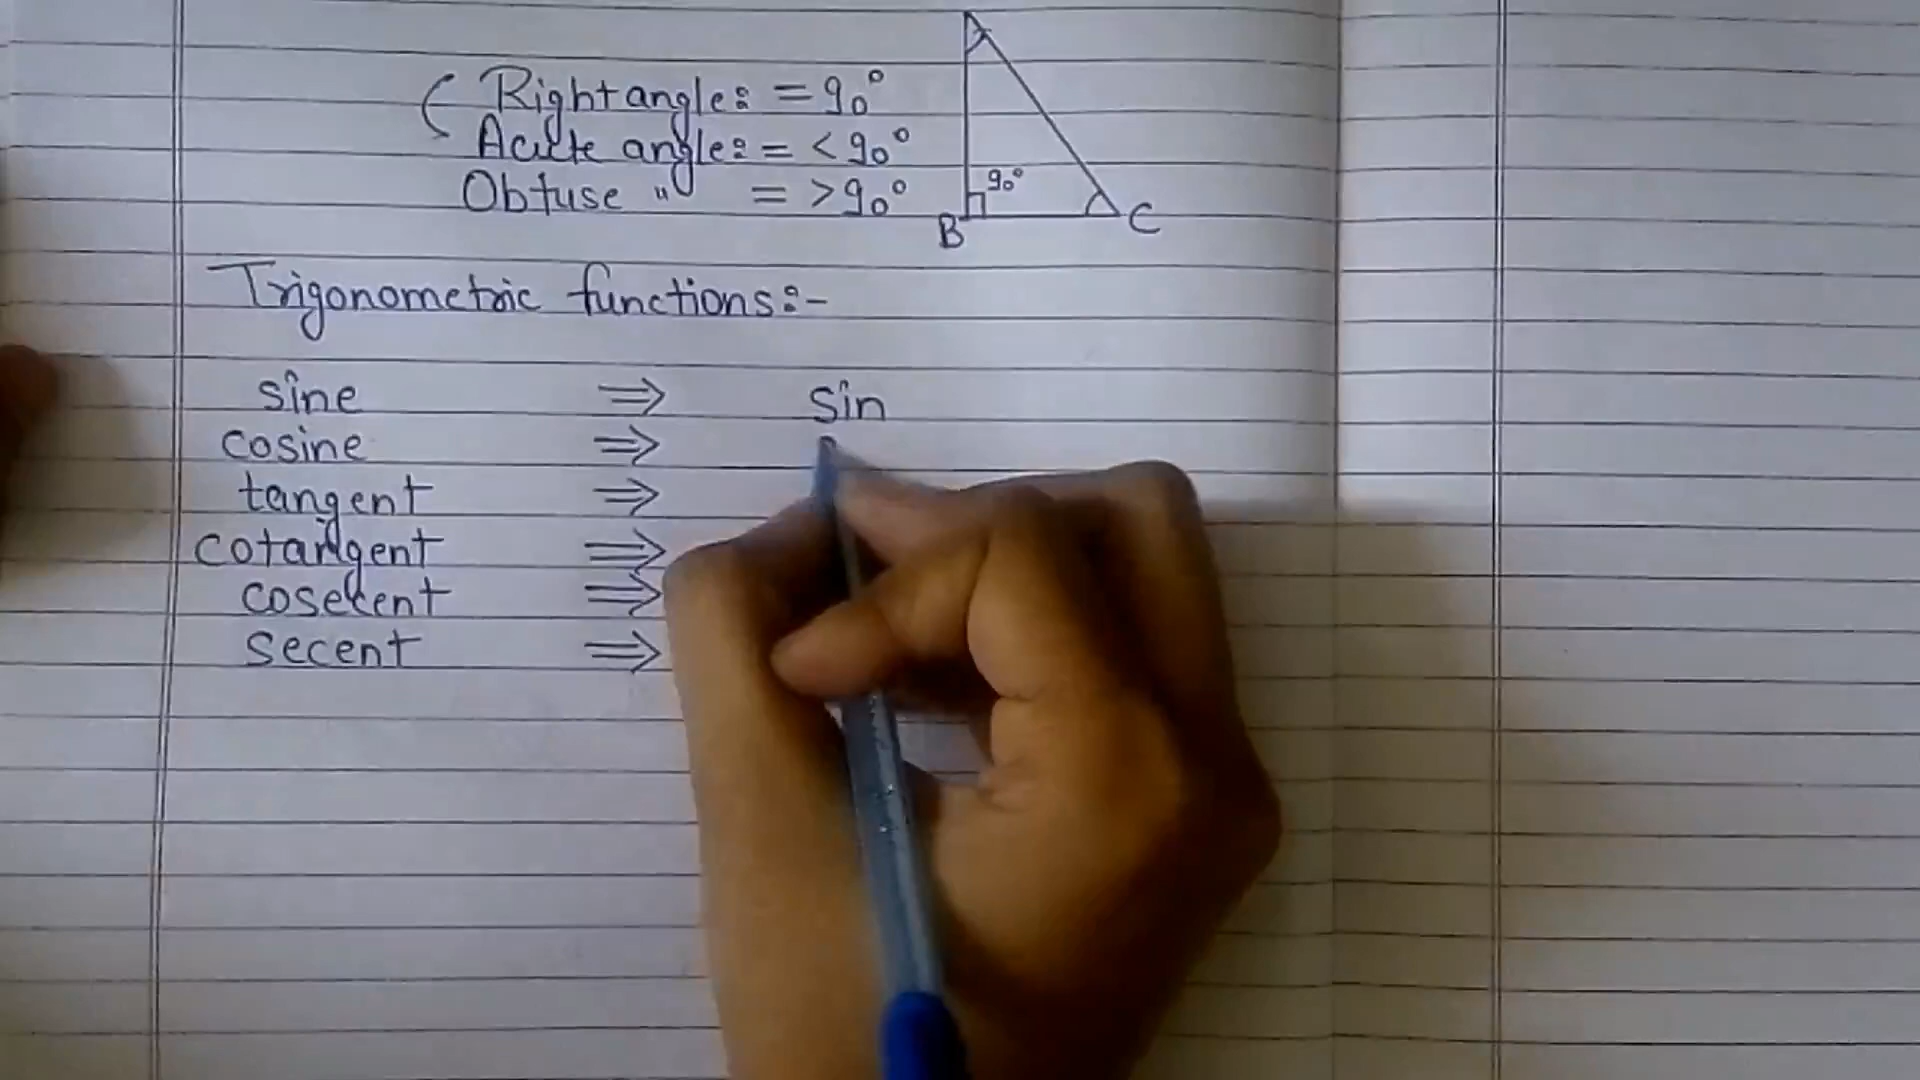 Right angle: = 90°
Acute angle: = < 90°
Obtuse " = > 90°
90°
B
C
Trigonometric functions:-
sine ⇒ Sin
cosine ⇒
tangent ⇒
cotangent ⇒
cosecent ⇒
secent ⇒